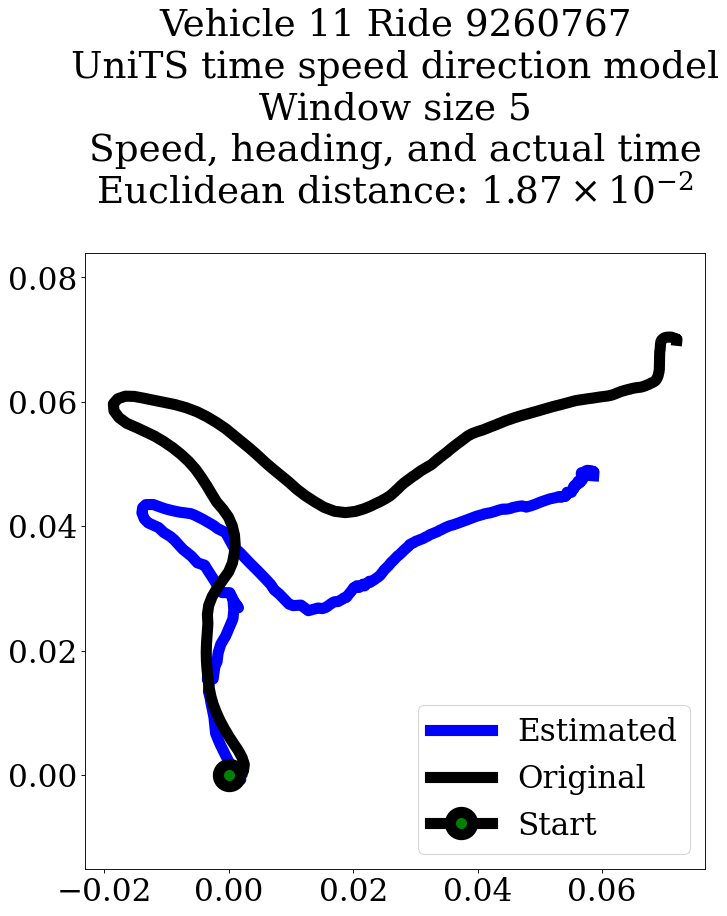 Vehicle 11 Ride 9260767
UniTS time speed direction model
Window size 5
Speed, heading, and actual time
Euclidean distance: 1.87 × 10⁻²
0.08
0.06
0.04
0.02
0.00
Estimated
Original
Start
−0.02 0.00 0.02 0.04 0.06